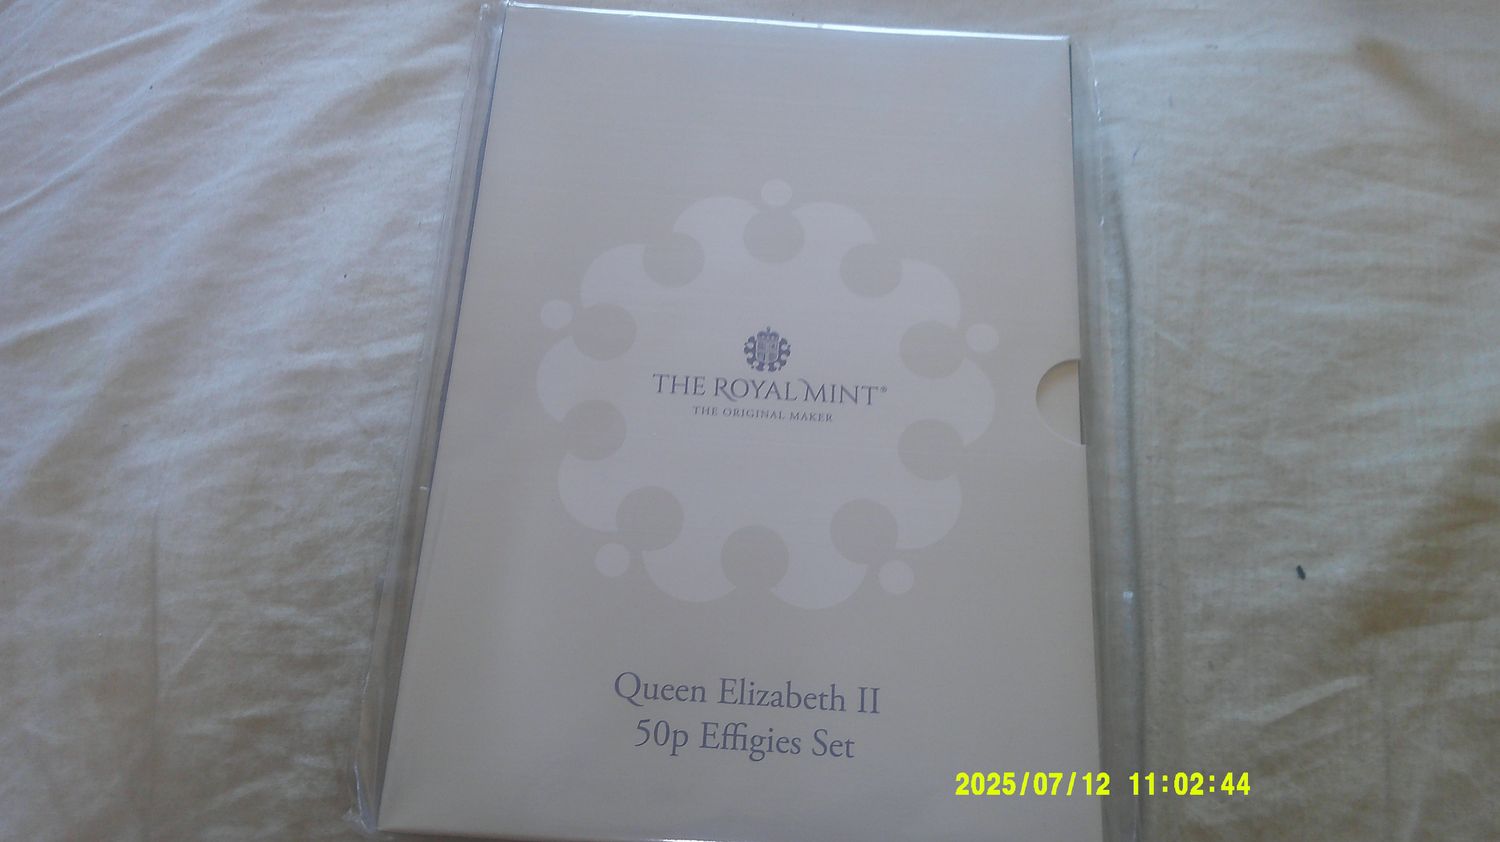 THE ROYAL MINT®
THE ORIGINAL MAKER
Queen Elizabeth II
50p Effigies Set
2025/07/12 11:02:44